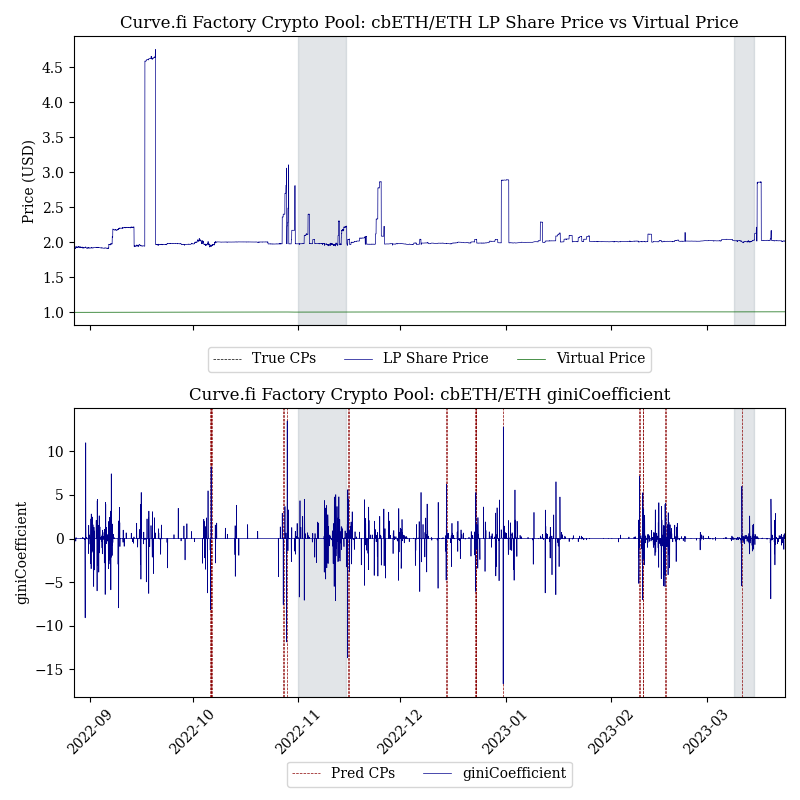 Curve.fi Factory Crypto Pool: cbETH/ETH LP Share Price vs Virtual Price
Price (USD)
4.5
4.0
3.5
3.0
2.5
2.0
1.5
1.0
True CPs LP Share Price Virtual Price
Curve.fi Factory Crypto Pool: cbETH/ETH giniCoefficient
giniCoefficient
10
5
0
−5
−10
−15
2022-09 2022-10 2022-11 2022-12 2023-01 2023-02 2023-03
Pred CPs giniCoefficient